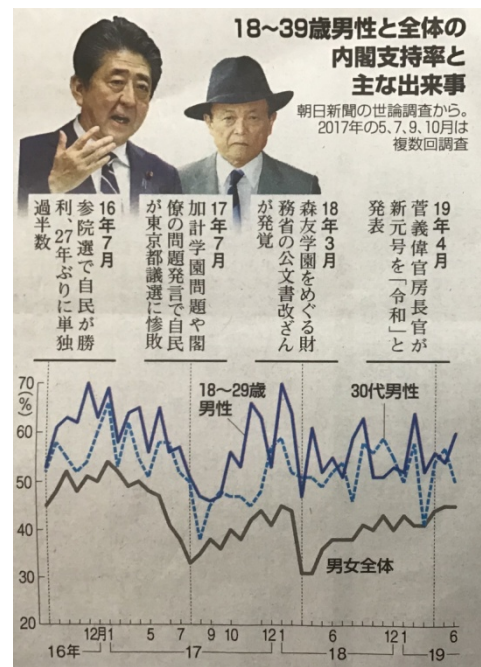 18〜39歳男性と全体の
内閣支持率と
主な出来事
朝日新聞の世論調査から。
2017年の5、7、9、10月は
複数回調査
19年4月
菅義偉官房長官が
新元号を「令和」と
発表
18年3月
森友学園をめぐる財
務省の公文書改ざん
が発覚
17年7月
加計学園問題や閣
僚の問題発言で自民
が東京都議選に惨敗
16年7月
参院選で自民が勝
利、27年ぶりに単独
過半数
70
(%)
60
50
40
30
20
18〜29歳
男性
30代男性
男女全体
12月1 5 7 9 10 12 1 6 12 1 6
16年 17 18 19